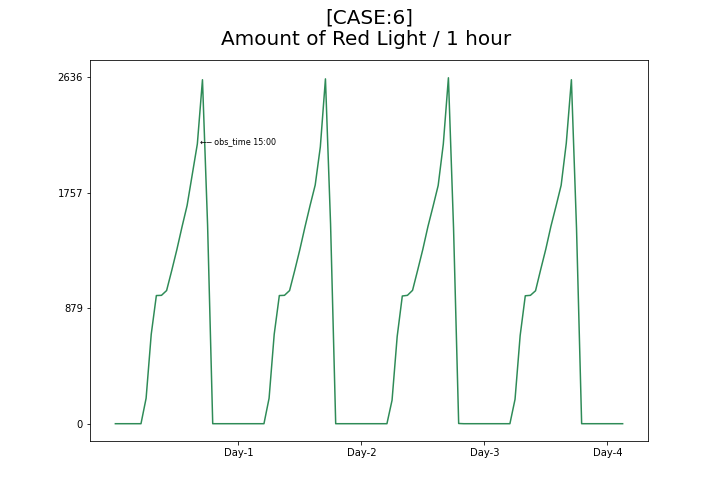 [CASE:6]
Amount of Red Light / 1 hour
2636
1757
879
0
obs_time 15:00
Day-1
Day-2
Day-3
Day-4